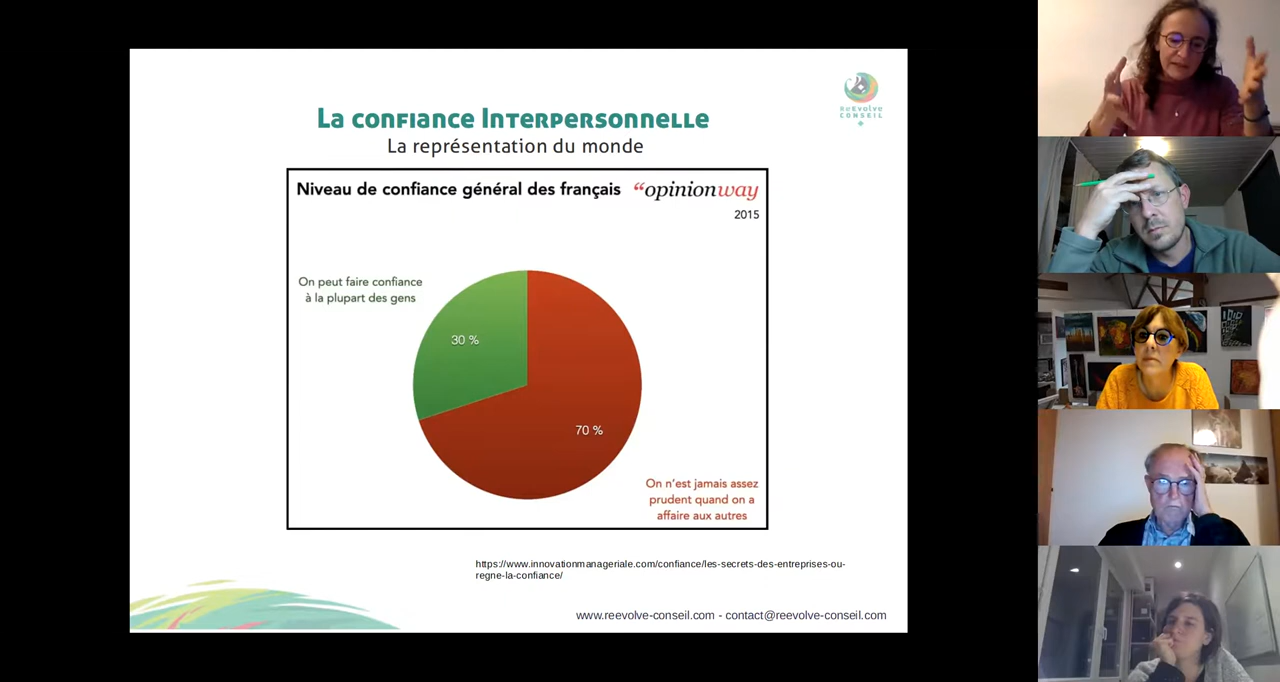 La confiance Interpersonnelle
La représentation du monde
ReEvolve
CONSEIL
Niveau de confiance général des français “opinionway
2015
On peut faire confiance
à la plupart des gens
30 %
70 %
On n’est jamais assez
prudent quand on a
affaire aux autres
https://www.innovationmanageriale.com/confiance/les-secrets-des-entreprises-ou-
regne-la-confiance/
www.reevolve-conseil.com - contact@reevolve-conseil.com